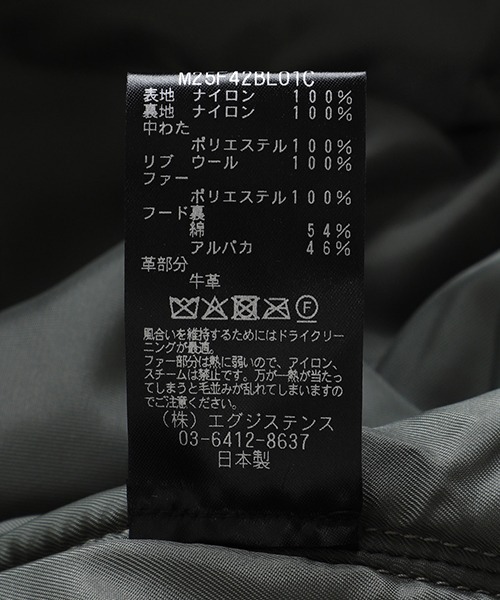 M25F42BL01C
表地 ナイロン 100%
裏地 ナイロン 100%
中わた
ポリエステル 100%
リブ ウール 100%
ファー
ポリエステル 100%
フード裏
綿 54%
アルパカ 46%
革部分
牛革
F
風合いを維持するためにはドライクリー
ニングが最適。
ファー部分は熱に弱いので、アイロン、
スチームは禁止です。万が一熱が当たっ
てしまうと毛並みが乱れてしまいますの
でご注意ください。
(株)エグジステンス
03-6412-8637
日本製